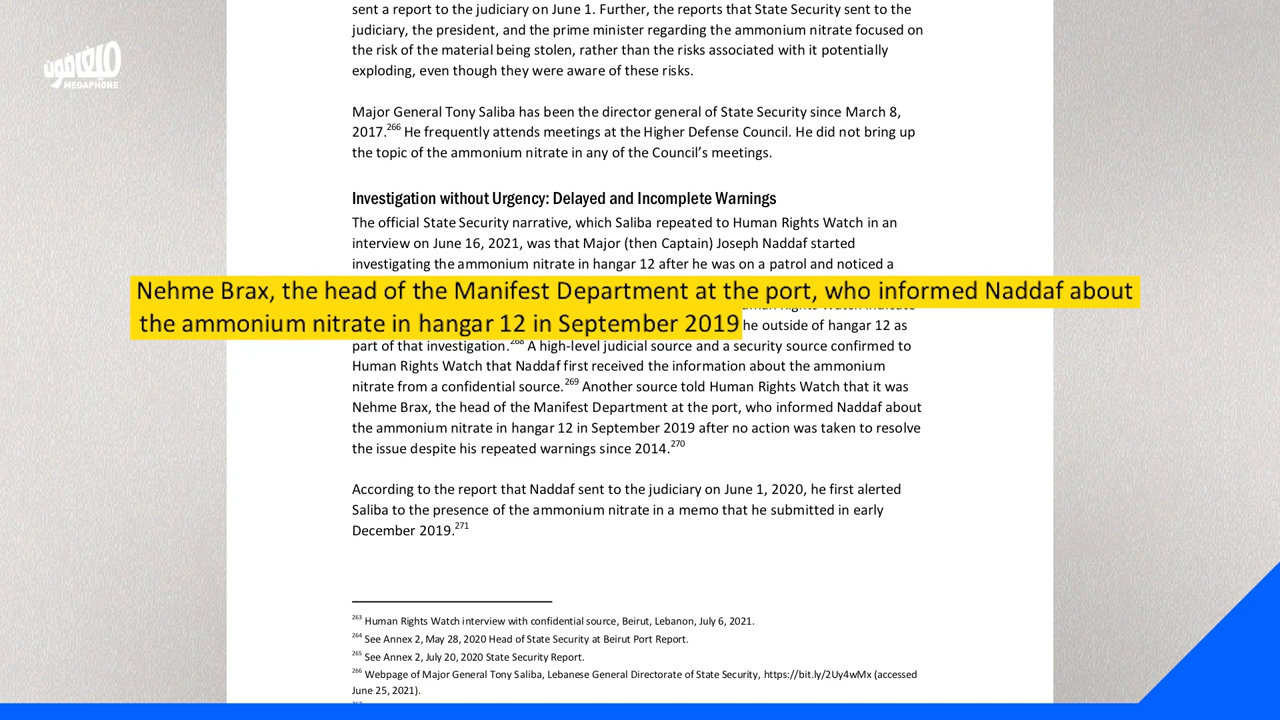 ميغافون
MEGAPHONE
sent a report to the judiciary on June 1. Further, the reports that State Security sent to the
judiciary, the president, and the prime minister regarding the ammonium nitrate focused on
the risk of the material being stolen, rather than the risks associated with it potentially
exploding, even though they were aware of these risks.
Major General Tony Saliba has been the director general of State Security since March 8,
2017.266 He frequently attends meetings at the Higher Defense Council. He did not bring up
the topic of the ammonium nitrate in any of the Council’s meetings.
Investigation without Urgency: Delayed and Incomplete Warnings
The official State Security narrative, which Saliba repeated to Human Rights Watch in an
interview on June 16, 2021, was that Major (then Captain) Joseph Naddaf started
investigating the ammonium nitrate in hangar 12 after he was on a patrol and noticed a
Nehme Brax, the head of the Manifest Department at the port, who informed Naddaf about
the ammonium nitrate in hangar 12 in September 2019
he outside of hangar 12 as
part of that investigation.268 A high-level judicial source and a security source confirmed to
Human Rights Watch that Naddaf first received the information about the ammonium
nitrate from a confidential source.269 Another source told Human Rights Watch that it was
Nehme Brax, the head of the Manifest Department at the port, who informed Naddaf about
the ammonium nitrate in hangar 12 in September 2019 after no action was taken to resolve
the issue despite his repeated warnings since 2014.270
According to the report that Naddaf sent to the judiciary on June 1, 2020, he first alerted
Saliba to the presence of the ammonium nitrate in a memo that he submitted in early
December 2019.271
263 Human Rights Watch interview with confidential source, Beirut, Lebanon, July 6, 2021.
264 See Annex 2, May 28, 2020 Head of State Security at Beirut Port Report.
265 See Annex 2, July 20, 2020 State Security Report.
266 Webpage of Major General Tony Saliba, Lebanese General Directorate of State Security, https://bit.ly/2Uy4wMx (accessed
June 25, 2021).